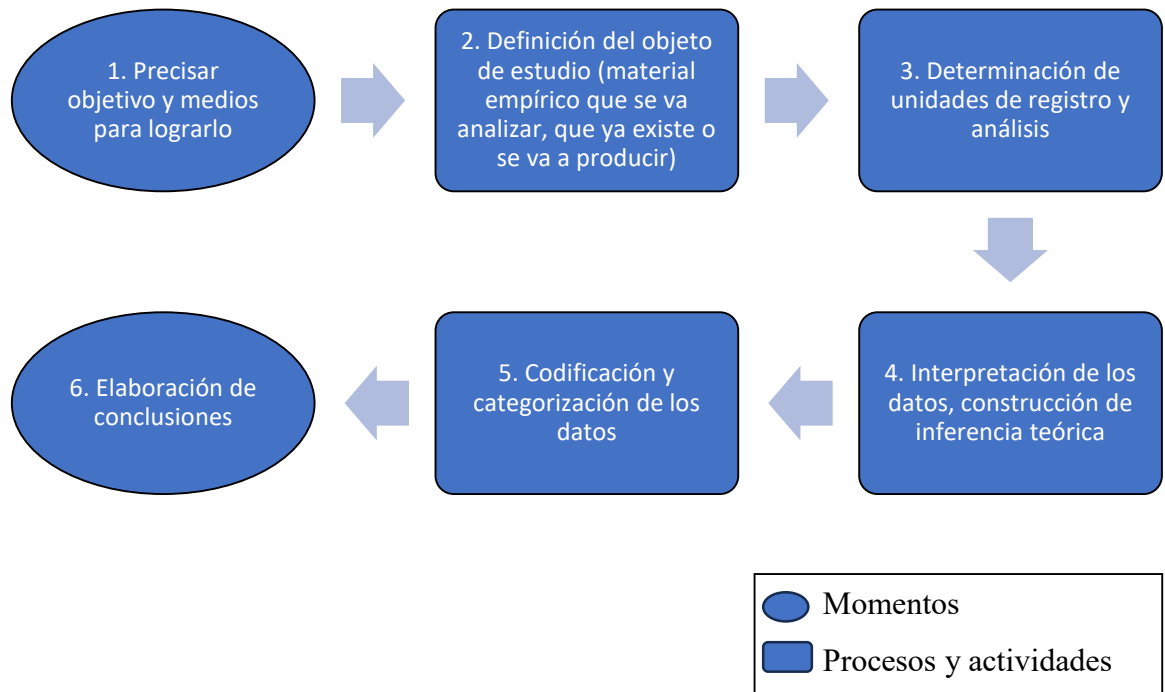 1. Precisar
objetivo y medios
para lograrlo
2. Definición del objeto
de estudio (material
empírico que se va
analizar, que ya existe o
se va a producir)
3. Determinación de
unidades de registro y
análisis
4. Interpretación de los
datos, construcción de
inferencia teórica
5. Codificación y
categorización de los
datos
6. Elaboración de
conclusiones
Momentos
Procesos y actividades